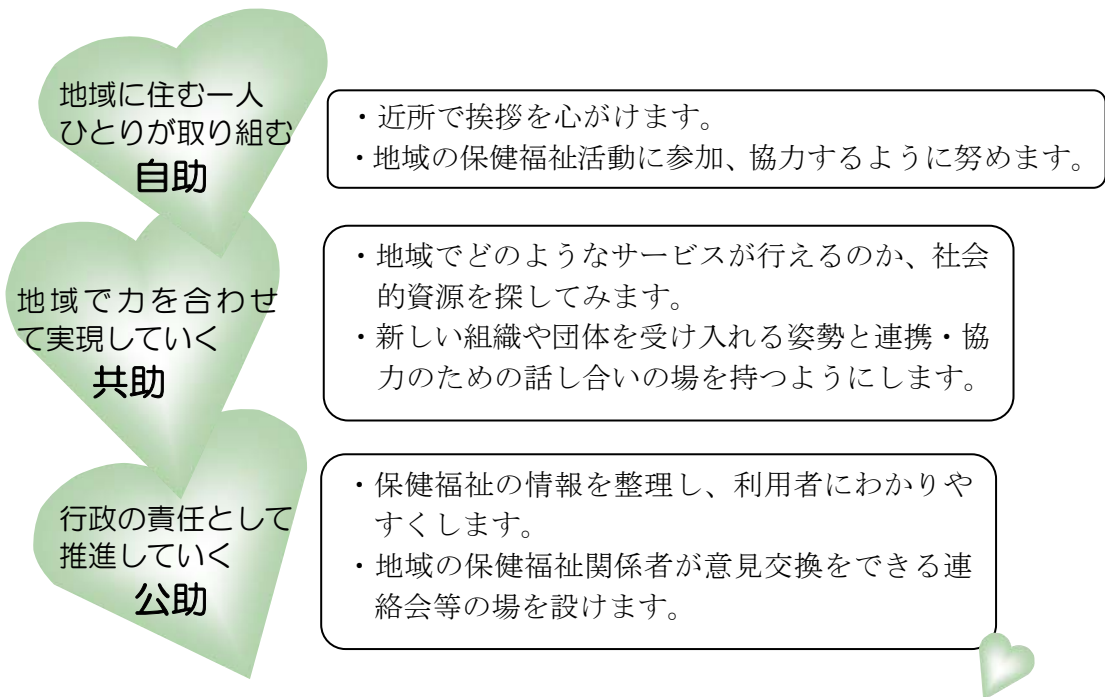 地域に住む一人
ひとりが取り組む
自助
・近所で挨拶を心がけます。
・地域の保健福祉活動に参加、協力するように努めます。
地域で力を合わせ
て実現していく
共助
・地域でどのようなサービスが行えるのか、社会
的資源を探してみます。
・新しい組織や団体を受け入れる姿勢と連携・協
力のための話し合いの場を持つようにします。
行政の責任として
推進していく
公助
・保健福祉の情報を整理し、利用者にわかりや
すくします。
・地域の保健福祉関係者が意見交換をできる連
絡会等の場を設けます。